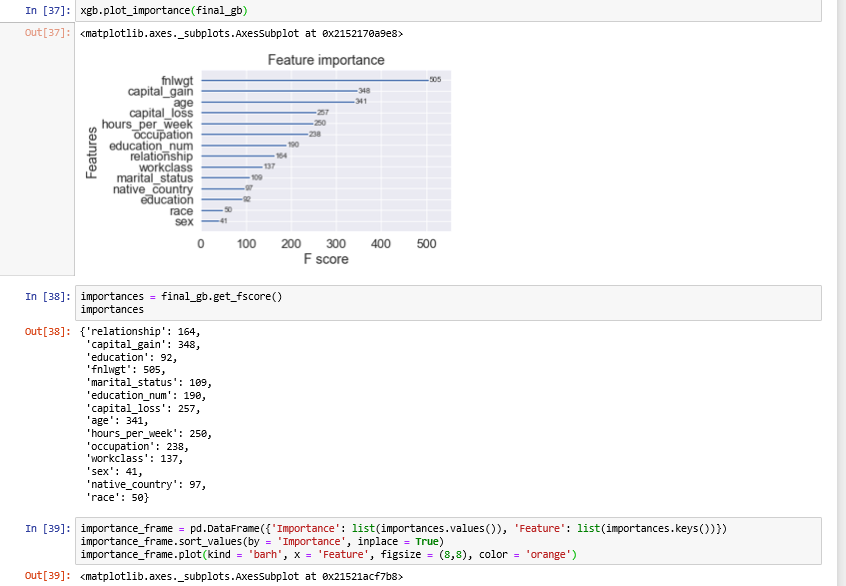 In [37]: xgb.plot_importance(final_gb)
Out[37]: <matplotlib.axes._subplots.AxesSubplot at 0x2152170a9e8>
Feature importance
Features
fnlwgt 505
capital_gain 348
age 341
capital_loss 257
hours_per_week 250
occupation 238
education_num 190
relationship 164
workclass 137
marital_status 109
native_country 97
education 92
race 50
sex 41
0 100 200 300 400 500
F score
In [38]: importances = final_gb.get_fscore()
importances
Out[38]: {'relationship': 164,
'capital_gain': 348,
'education': 92,
'fnlwgt': 505,
'marital_status': 109,
'education_num': 190,
'capital_loss': 257,
'age': 341,
'hours_per_week': 250,
'occupation': 238,
'workclass': 137,
'sex': 41,
'native_country': 97,
'race': 50}
In [39]: importance_frame = pd.DataFrame({'Importance': list(importances.values()), 'Feature': list(importances.keys())})
importance_frame.sort_values(by = 'Importance', inplace = True)
importance_frame.plot(kind = 'barh', x = 'Feature', figsize = (8,8), color = 'orange')
Out[39]: <matplotlib.axes._subplots.AxesSubplot at 0x21521acf7b8>